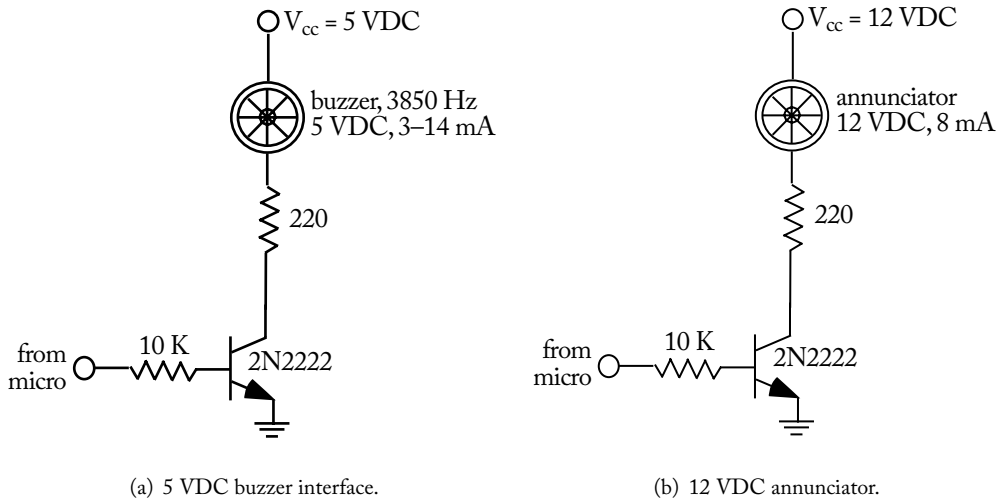 V_cc = 5 VDC
buzzer, 3850 Hz
5 VDC, 3–14 mA
220
10 K
from
micro
2N2222
(a) 5 VDC buzzer interface.
V_cc = 12 VDC
annunciator
12 VDC, 8 mA
220
10 K
from
micro
2N2222
(b) 12 VDC annunciator.